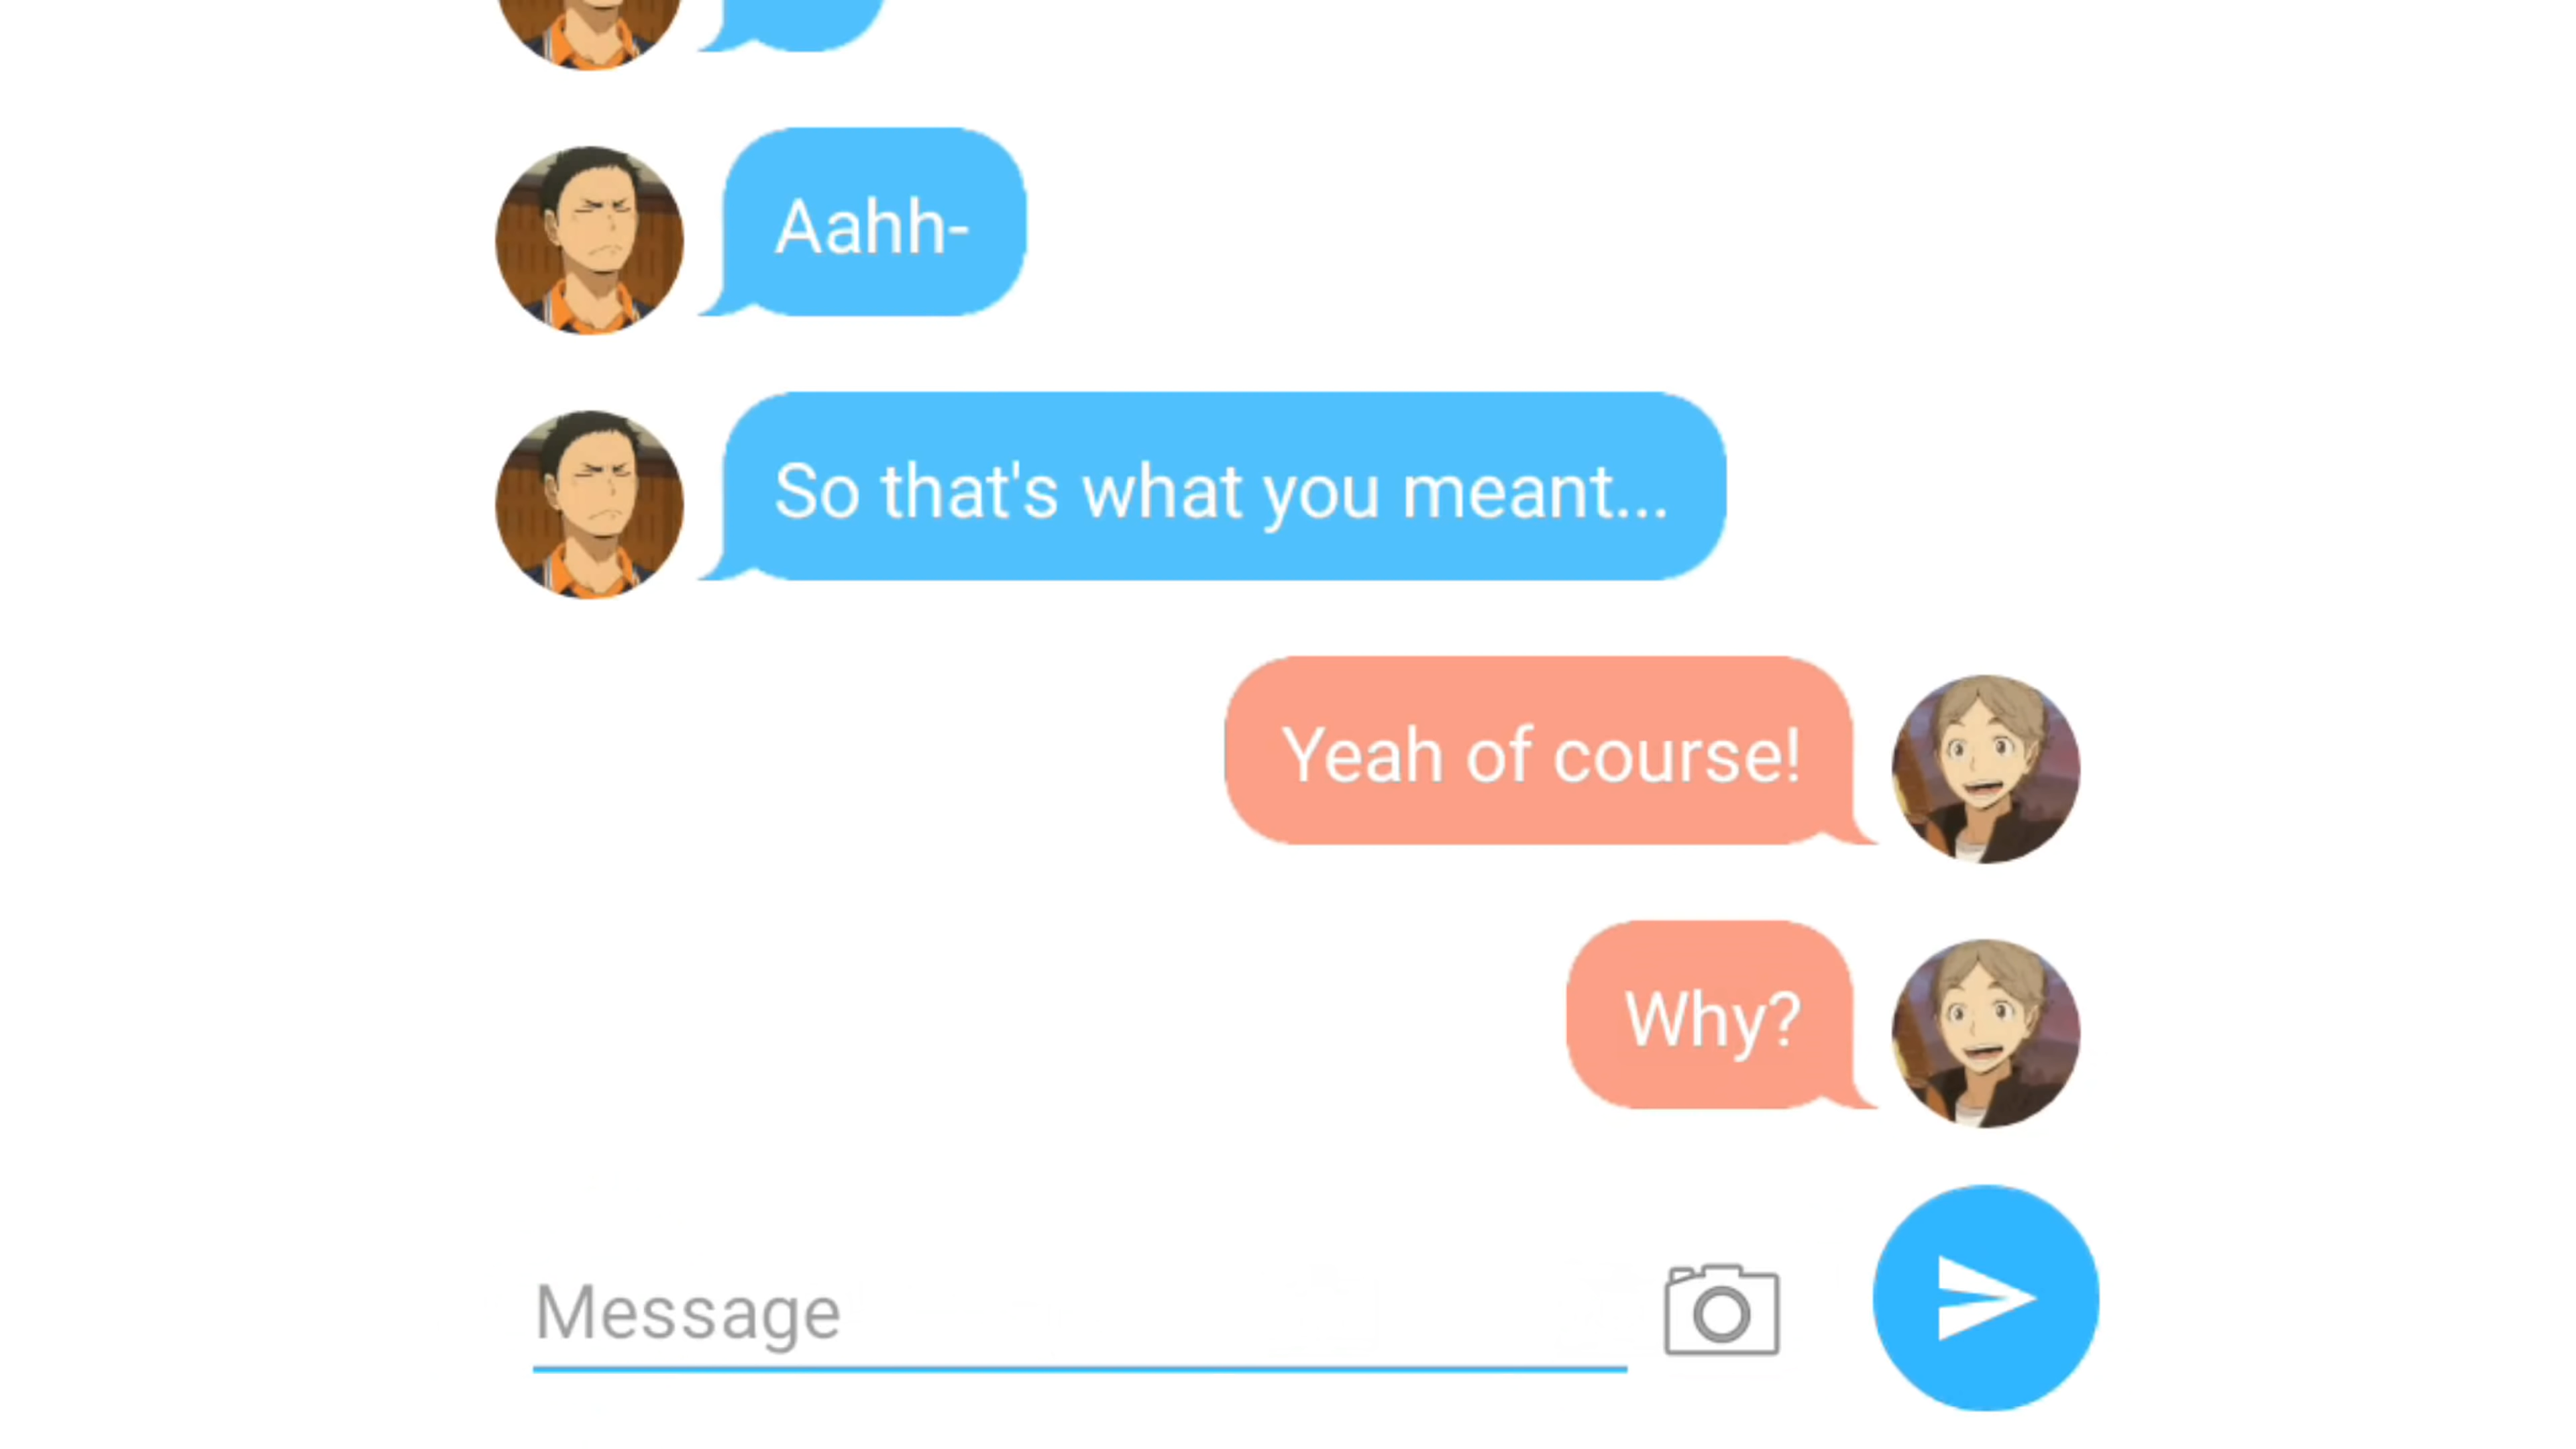 Aahh-
So that's what you meant...
Yeah of course!
Why?
Message